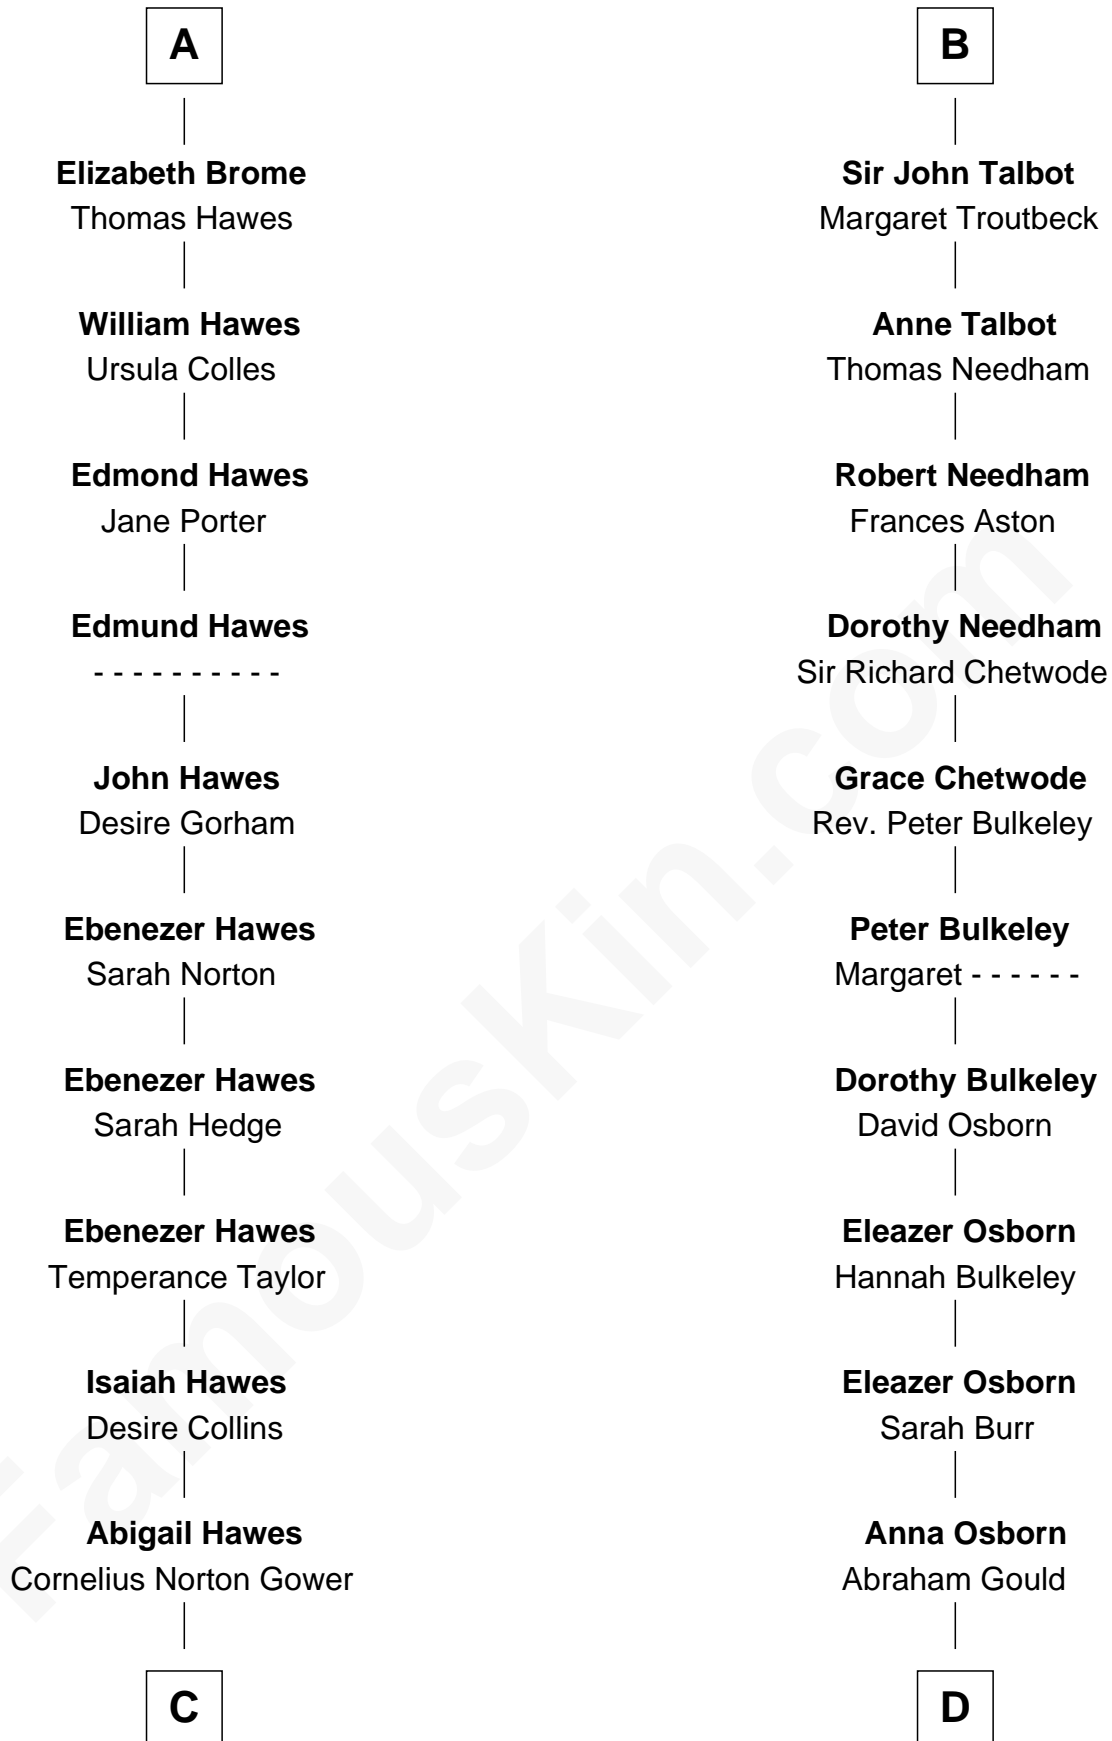 A
Elizabeth Brome
Thomas Hawes
William Hawes
Ursula Colles
Edmond Hawes
Jane Porter
Edmund Hawes
- - - - - - - - - -
John Hawes
Desire Gorham
Ebenezer Hawes
Sarah Norton
Ebenezer Hawes
Sarah Hedge
Ebenezer Hawes
Temperance Taylor
Isaiah Hawes
Desire Collins
Abigail Hawes
Cornelius Norton Gower
C
B
Sir John Talbot
Margaret Troutbeck
Anne Talbot
Thomas Needham
Robert Needham
Frances Aston
Dorothy Needham
Sir Richard Chetwode
Grace Chetwode
Rev. Peter Bulkeley
Peter Bulkeley
Margaret - - - - - -
Dorothy Bulkeley
David Osborn
Eleazer Osborn
Hannah Bulkeley
Eleazer Osborn
Sarah Burr
Anna Osborn
Abraham Gould
D
FamousKin.com